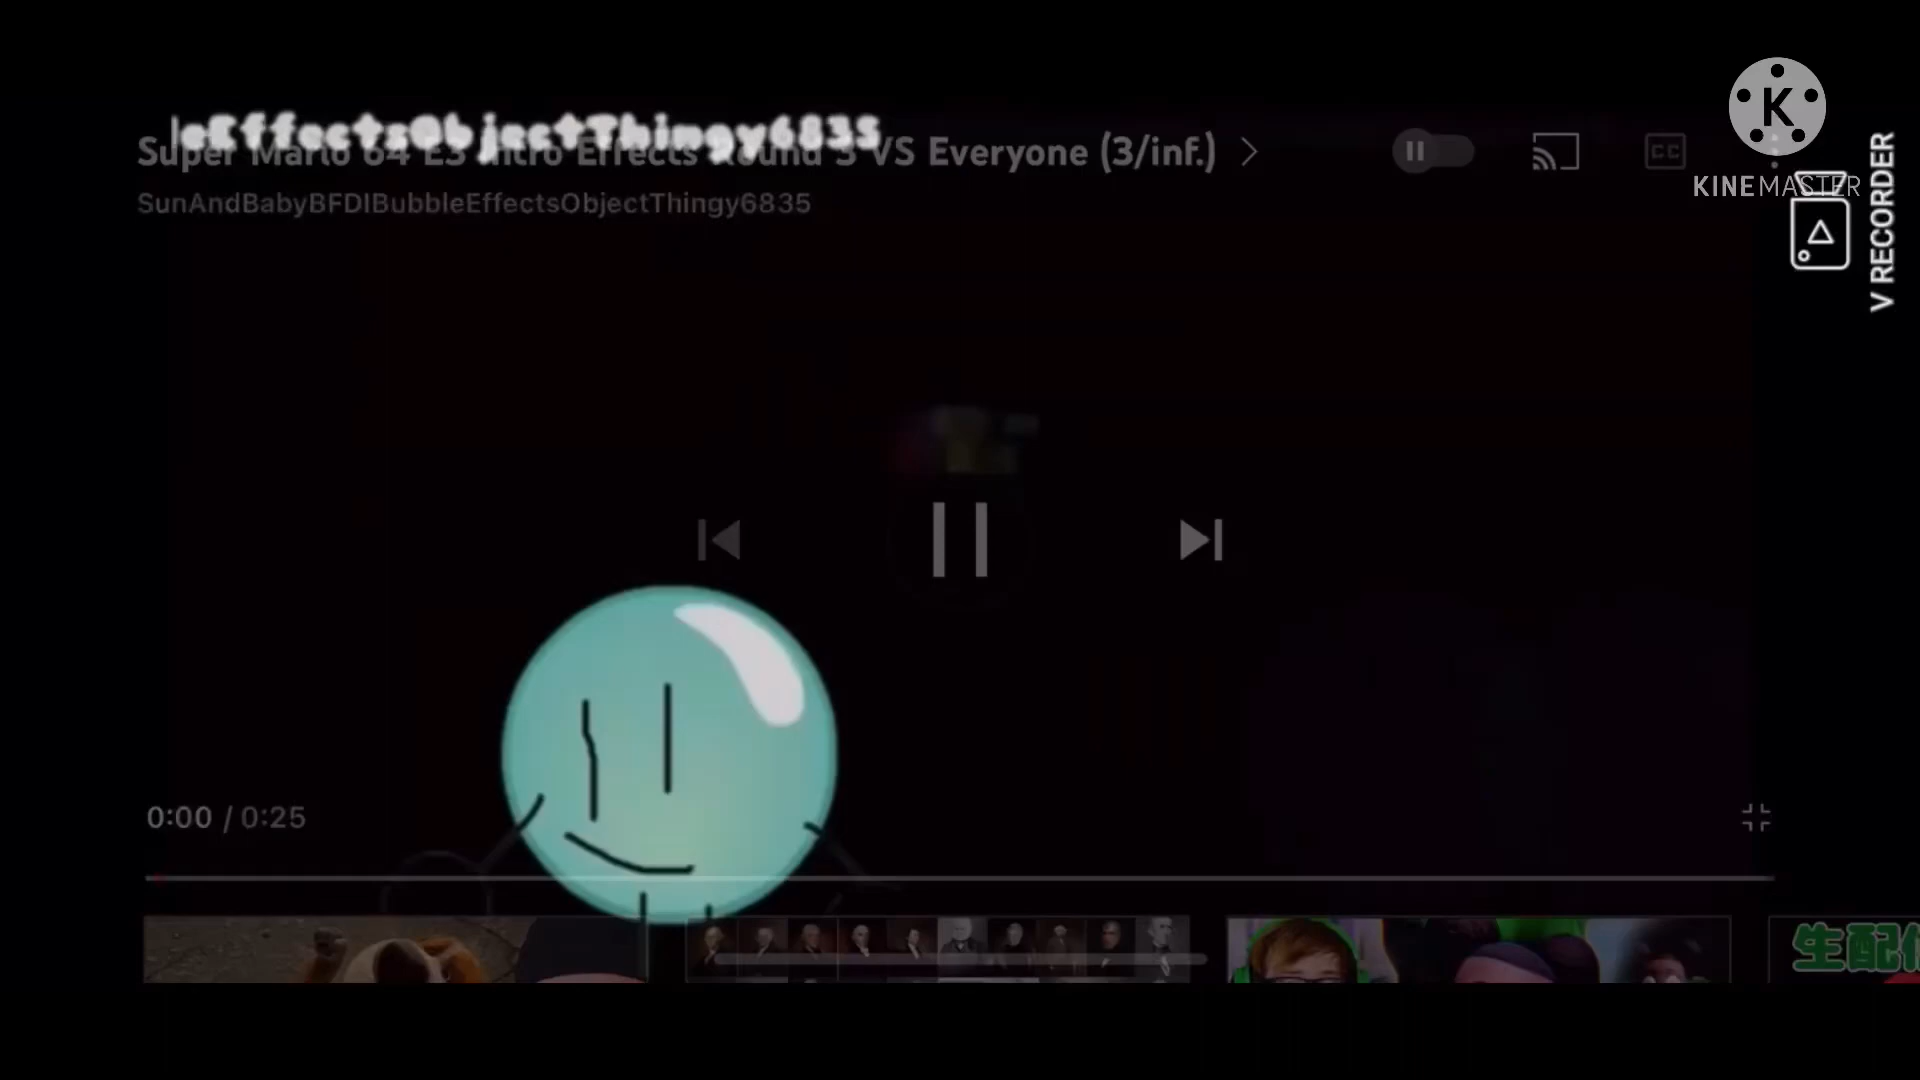 leEffectsObjectThingy6835
Super Mario 64 E3 Intro Effects Round 3 VS Everyone (3/inf.)
SunAndBabyBFDIBubbleEffectsObjectThingy6835
CC
K
KINEMASTER
V RECORDER
0:00 / 0:25
生配信